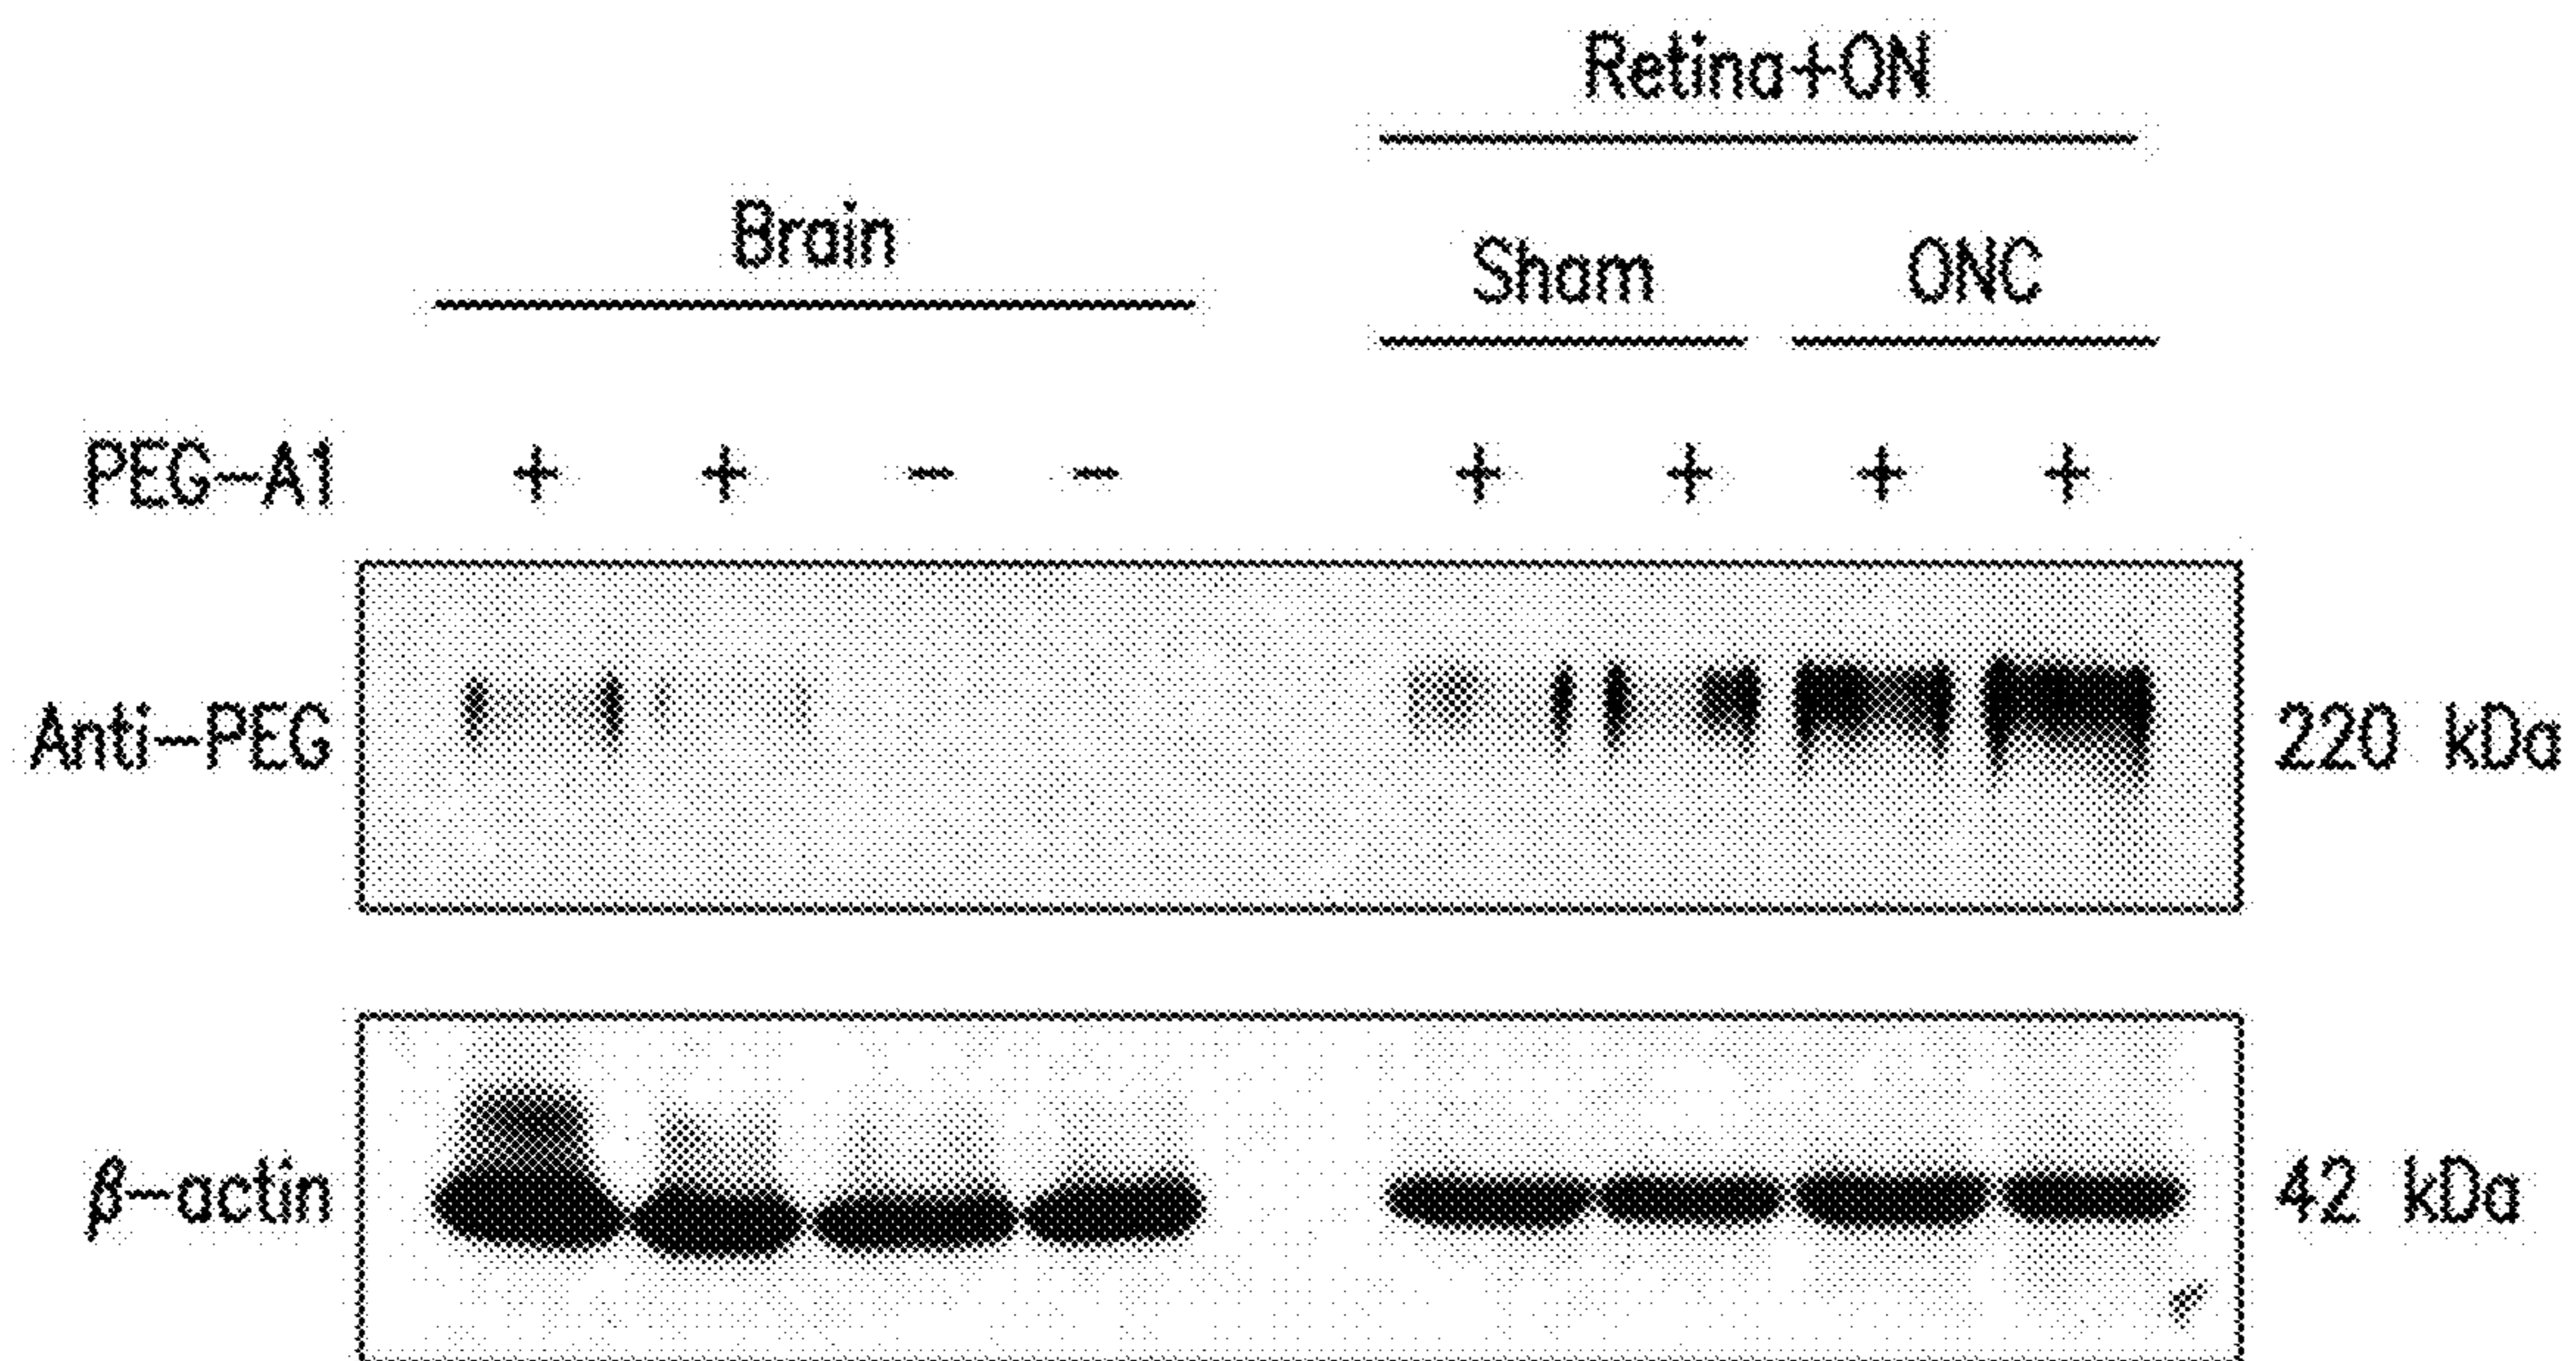 Retina+ON
Brain
Sham ONC
PEG-A1 + + - - + + + +
Anti-PEG 220 kDa
β-actin 42 kDa